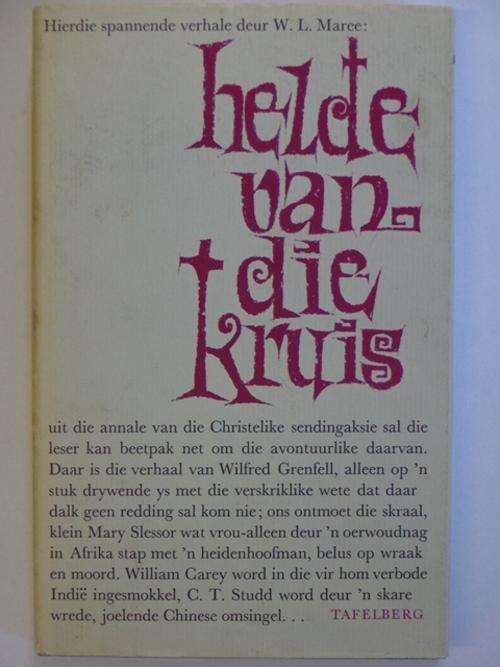 Hierdie spannende verhale deur W. L. Maree:
helde
van
die
kruis
uit die annale van die Christelike sendingaksie sal die
leser kan beetpak net om die avontuurlike daarvan.
Daar is die verhaal van Wilfred Grenfell, alleen op 'n
stuk drywende ys met die verskriklike wete dat daar
dalk geen redding sal kom nie; ons ontmoet die skraal,
klein Mary Slessor wat vrou-alleen deur 'n oerwoudnag
in Afrika stap met 'n heidenhoofman, belus op wraak
en moord. William Carey word in die vir hom verbode
Indië ingesmokkel, C. T. Studd word deur 'n skare
wrede, joelende Chinese omsingel. . . TAFELBERG